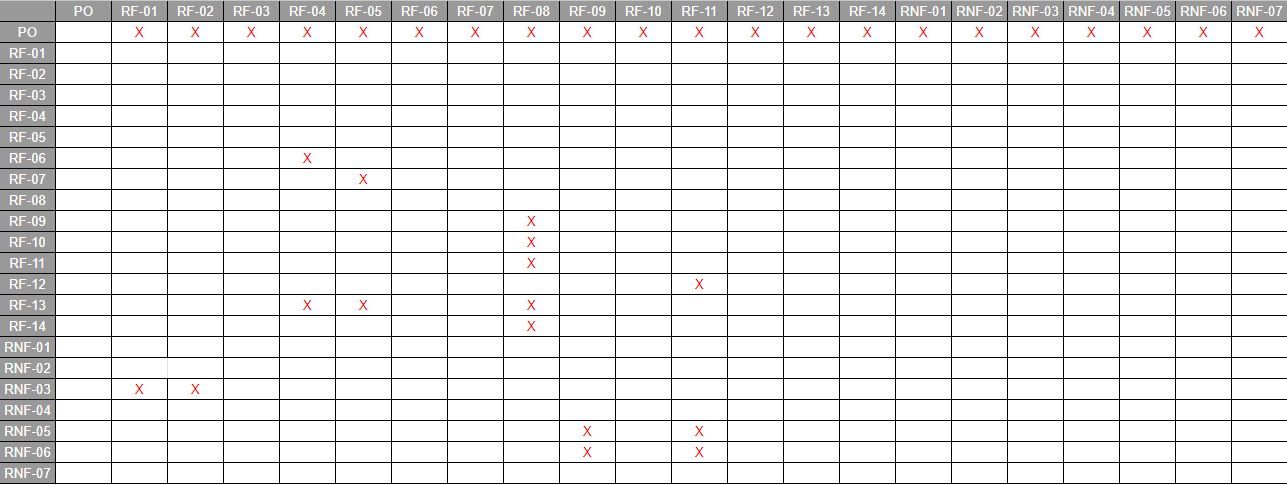 PO RF-01 RF-02 RF-03 RF-04 RF-05 RF-06 RF-07 RF-08 RF-09 RF-10 RF-11 RF-12 RF-13 RF-14 RNF-01 RNF-02 RNF-03 RNF-04 RNF-05 RNF-06 RNF-07
PO X X X X X X X X X X X X X X X X X X X X X
RF-01
RF-02
RF-03
RF-04
RF-05
RF-06 X
RF-07 X
RF-08
RF-09 X
RF-10 X
RF-11 X
RF-12 X
RF-13 X X X
RF-14 X
RNF-01
RNF-02
RNF-03 X X
RNF-04
RNF-05 X X
RNF-06 X X
RNF-07